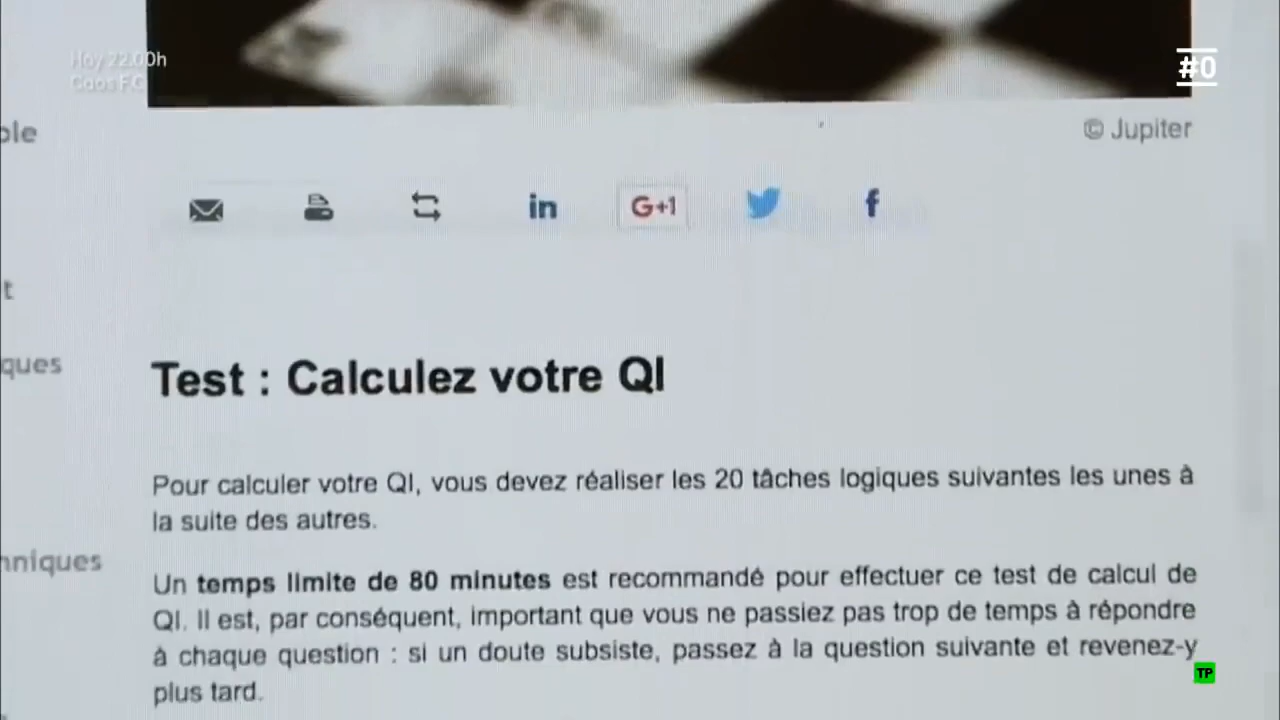 Hoy 22.00h
Caos F.C.
#0
© Jupiter
ques
in
G+1
f
Test : Calculez votre QI
Pour calculer votre QI, vous devez réaliser les 20 tâches logiques suivantes les unes à
la suite des autres.
Un temps limite de 80 minutes est recommandé pour effectuer ce test de calcul de
QI. Il est, par conséquent, important que vous ne passiez pas trop de temps à répondre
à chaque question : si un doute subsiste, passez à la question suivante et revenez-y
plus tard.
hniques
TP